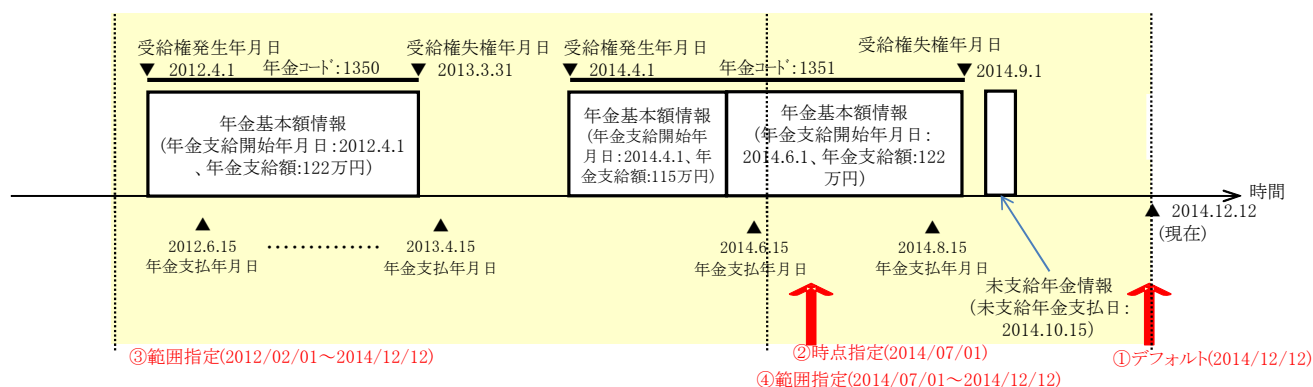 受給権発生年月日
▼ 2012.4.1 年金コード:1350
受給権失権年月日
▼ 2013.3.31
受給権発生年月日
▼ 2014.4.1 年金コード:1351
受給権失権年月日
▼ 2014.9.1
年金基本額情報
(年金支給開始年月日:2012.4.1
、年金支給額:122万円)
年金基本額情報
(年金支給開始年
月日:2014.4.1、年
金支給額:115万円)
年金基本額情報
(年金支給開始年月日:
2014.6.1、年金支給額:122
万円)
時間
▲
2012.6.15
年金支払年月日
▲
2013.4.15
年金支払年月日
▲
2014.6.15
年金支払年月日
▲
2014.8.15
年金支払年月日
▲ 2014.12.12
(現在)
未支給年金情報
(未支給年金支払日:
2014.10.15)
③範囲指定(2012/02/01～2014/12/12)
②時点指定(2014/07/01)
④範囲指定(2014/07/01～2014/12/12)
①デフォルト(2014/12/12)